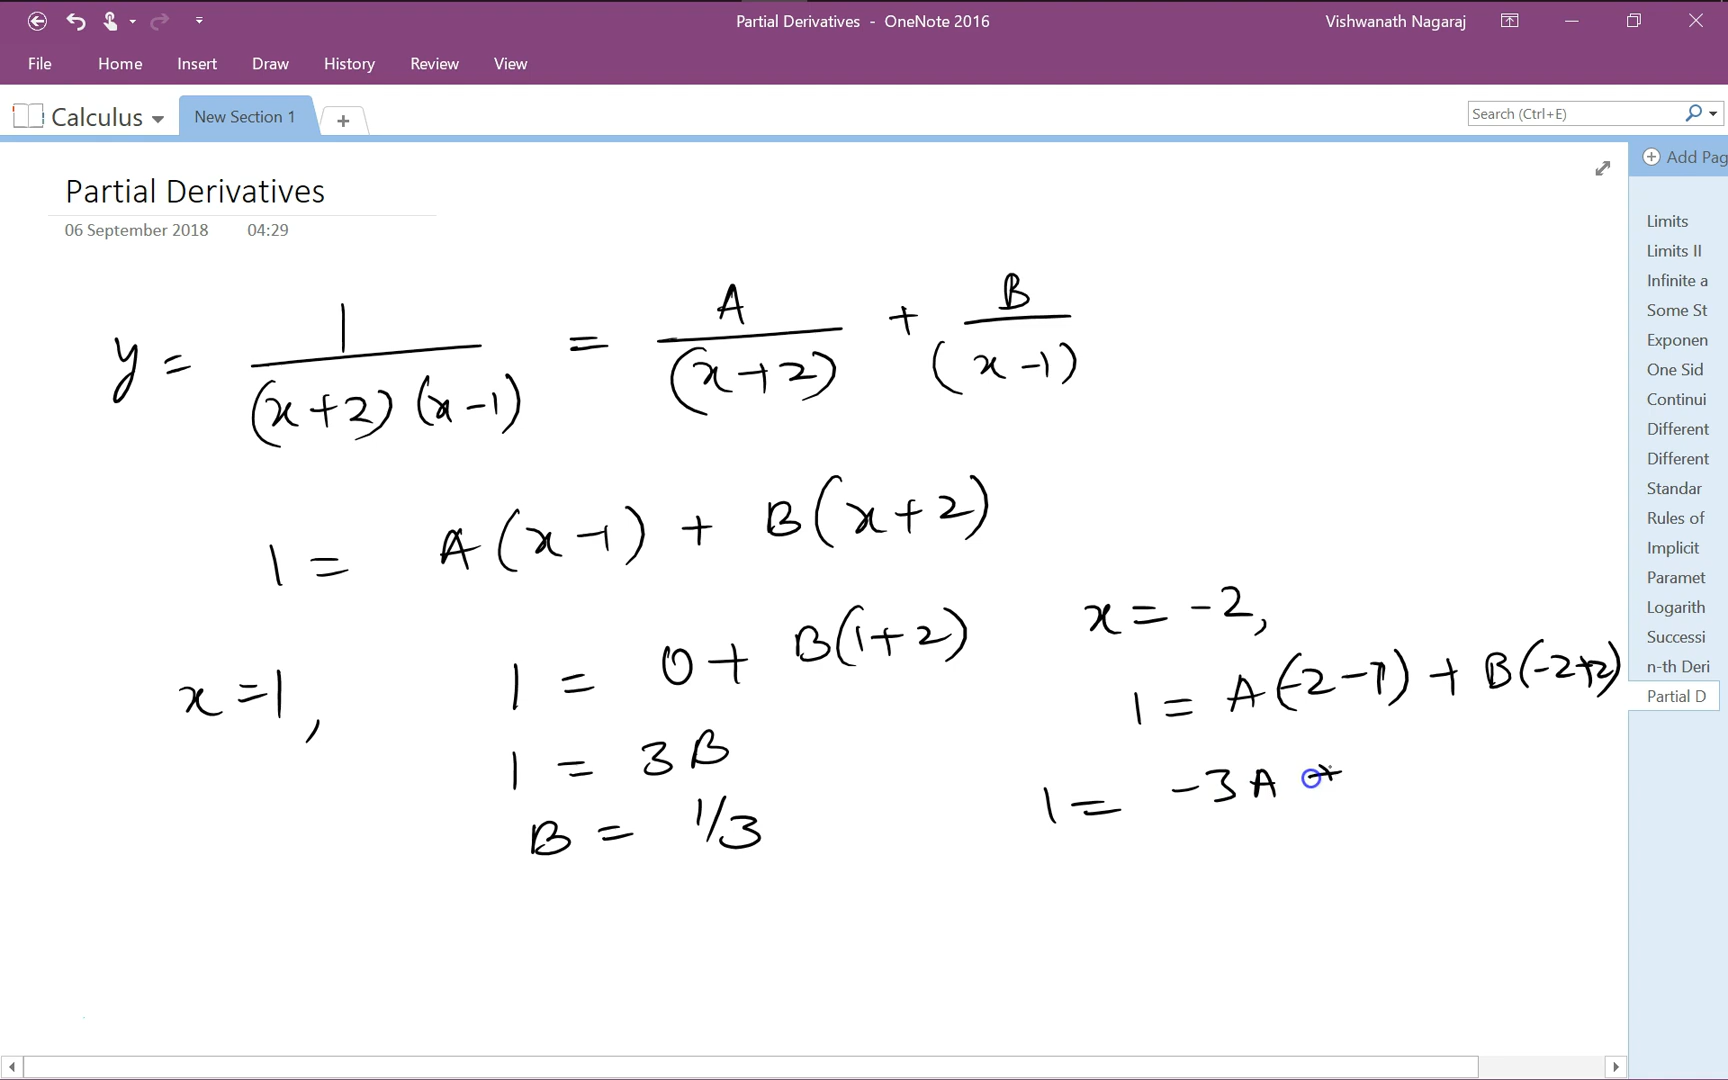 Partial Derivatives - OneNote 2016
Vishwanath Nagaraj
File Home Insert Draw History Review View
Calculus
New Section 1
+
Search (Ctrl+E)
Add Pag
Partial Derivatives
06 September 2018 04:29
y = 1/((x+2)(x-1)) = A/(x+2) + B/(x-1)
1 = A(x-1) + B(x+2)
x=1, 1 = 0 + B(1+2)
1 = 3B
B = 1/3
x = -2,
1 = A(-2-1) + B(-2+2)
1 = -3A +
Limits
Limits II
Infinite a
Some St
Exponen
One Sid
Continui
Different
Different
Standar
Rules of
Implicit
Paramet
Logarith
Successi
n-th Deri
Partial D